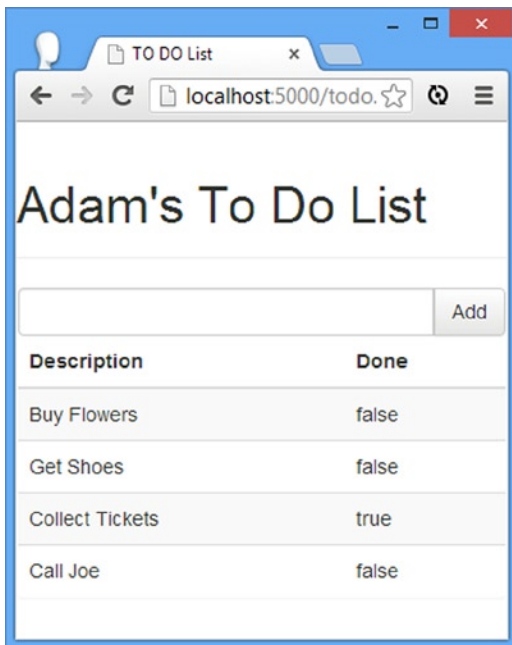 TO DO List
localhost:5000/todo.
Adam's To Do List
Add
Description Done
Buy Flowers false
Get Shoes false
Collect Tickets true
Call Joe false